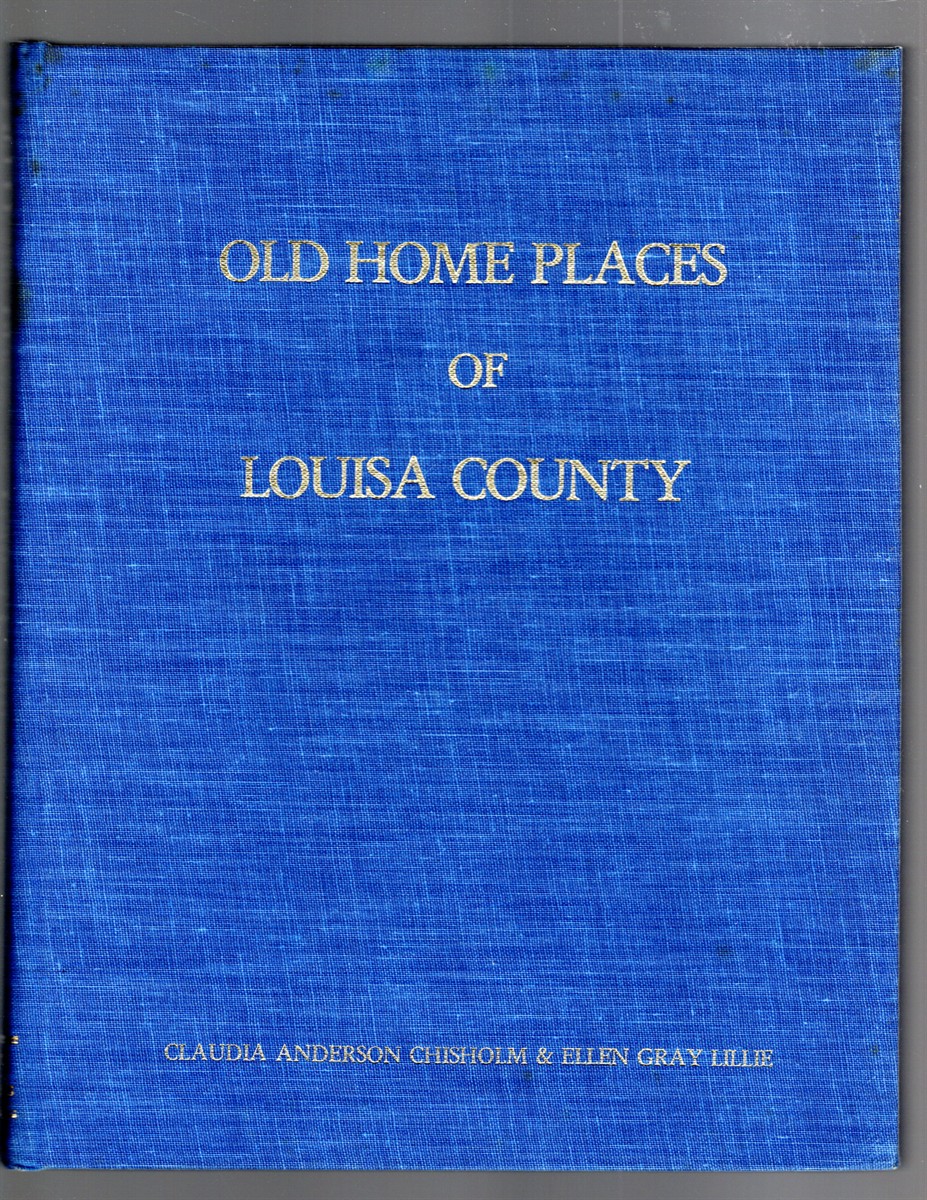 OLD HOME PLACES
OF
LOUISA COUNTY
CLAUDIA ANDERSON CHISHOLM & ELLEN GRAY LILLIE